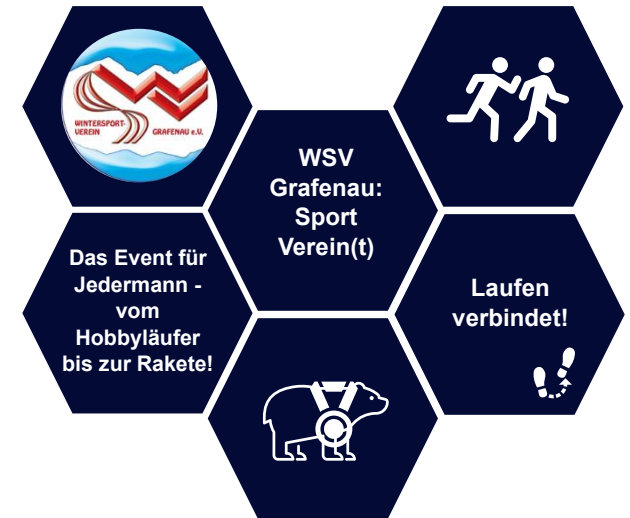 WINTERSPORT-
VEREIN GRAFENAU e.V.
WSV
Grafenau:
Sport
Verein(t)
Das Event für
Jedermann -
vom
Hobbyläufer
bis zur Rakete!
Laufen
verbindet!